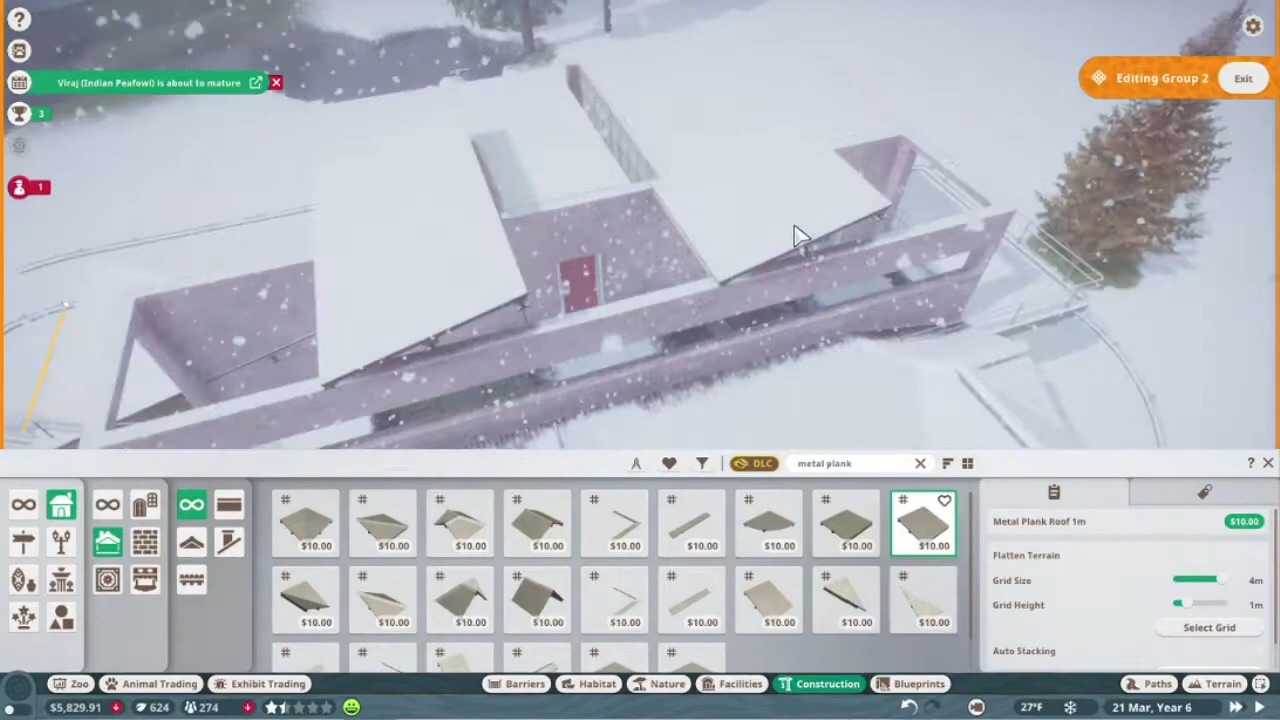 Viraj (Indian Peafowl) is about to mature
3
1
Editing Group 2
Exit
DLC
metal plank
$10.00 $10.00 $10.00 $10.00 $10.00 $10.00 $10.00 $10.00 $10.00
$10.00 $10.00 $10.00 $10.00 $10.00 $10.00 $10.00 $10.00 $10.00
Metal Plank Roof 1m $10.00
Flatten Terrain
Grid Size 4m
Grid Height 1m
Select Grid
Auto Stacking
Zoo Animal Trading Exhibit Trading Barriers Habitat Nature Facilities Construction Blueprints Paths Terrain
$5,829.91 624 274 27°F 21 Mar, Year 6